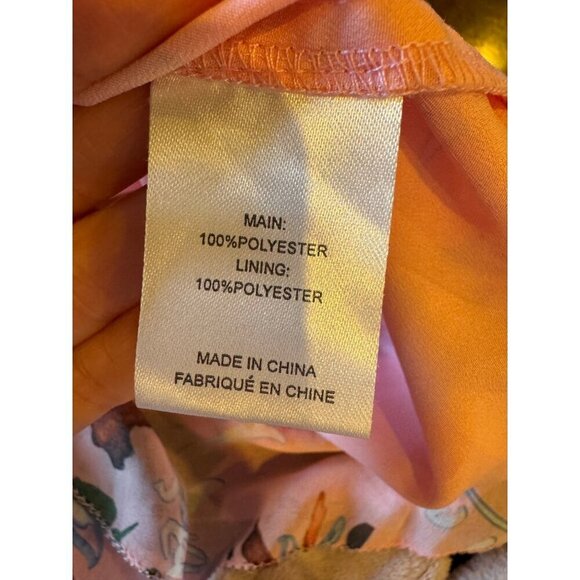 MAIN:
100%POLYESTER
LINING:
100%POLYESTER
MADE IN CHINA
FABRIQUÉ EN CHINE